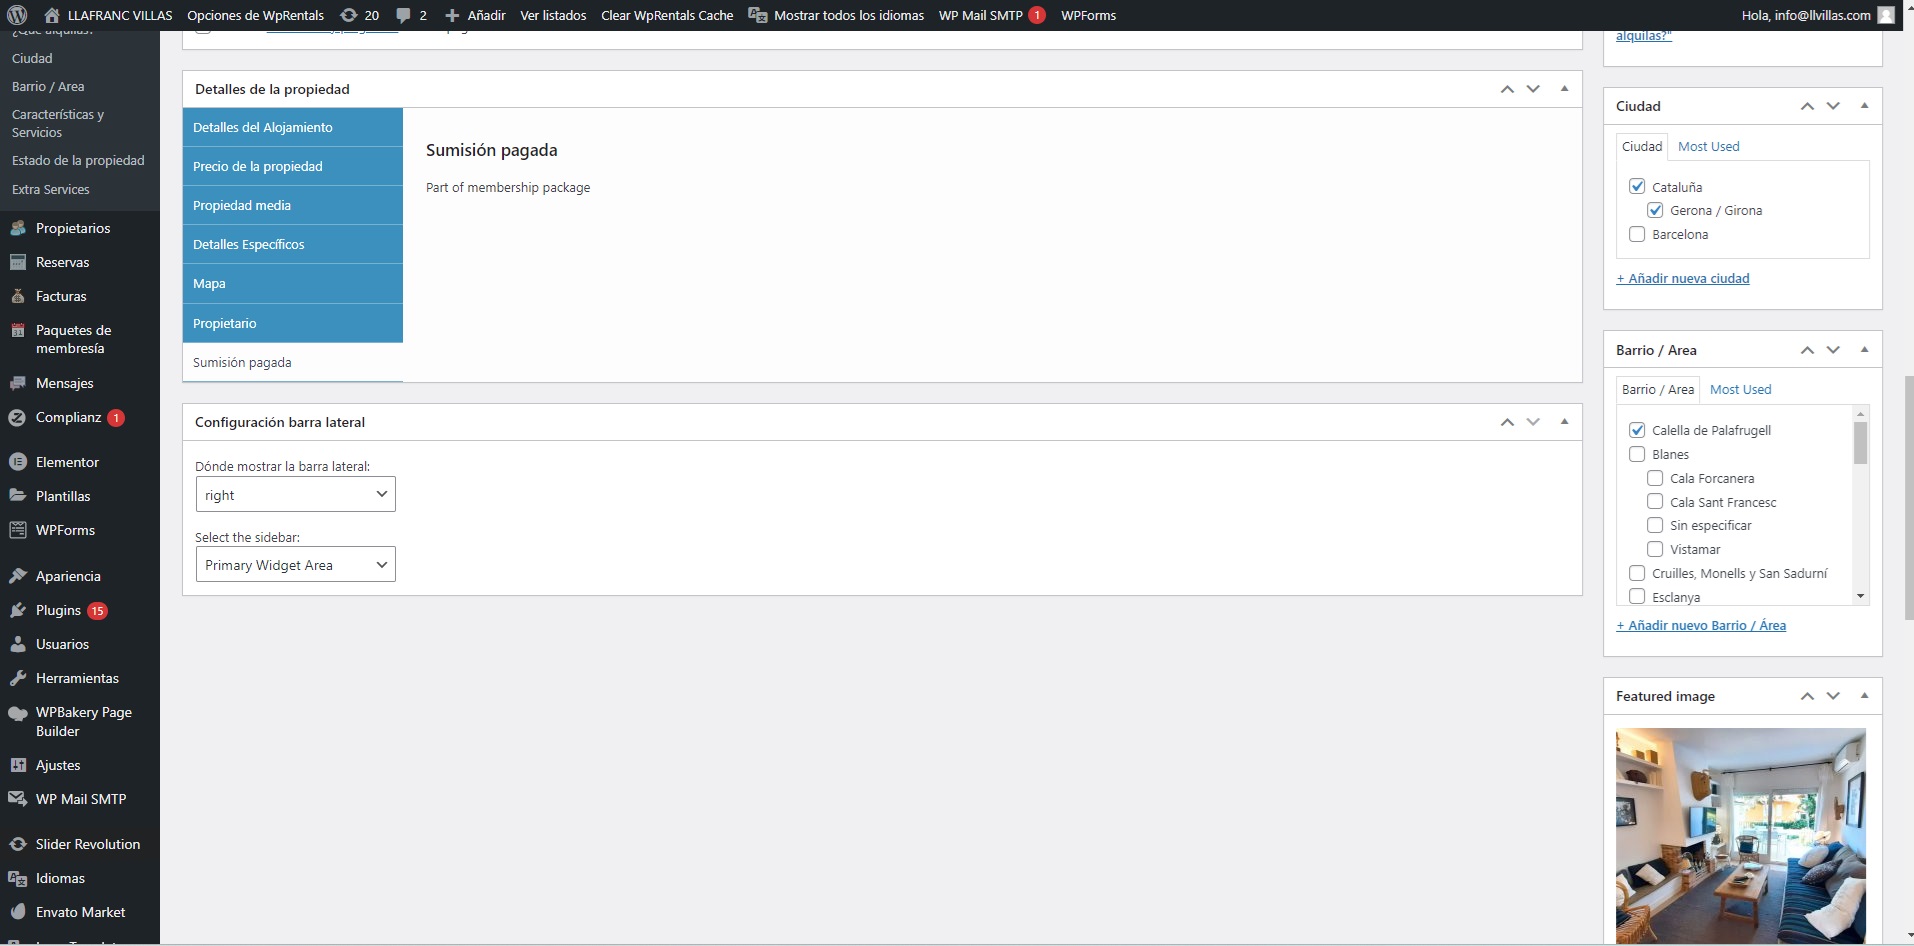 LLAFRANC VILLAS Opciones de WpRentals 20 2 Añadir Ver listados Clear WpRentals Cache Mostrar todos los idiomas WP Mail SMTP 1 WPForms Hola, info@llvillas.com
¿Qué alquilas?
Ciudad
Barrio / Area
Características y
Servicios
Estado de la propiedad
Extra Services
Propietarios
Reservas
Facturas
Paquetes de
membresía
Mensajes
Complianz 1
Elementor
Plantillas
WPForms
Apariencia
Plugins 15
Usuarios
Herramientas
WPBakery Page
Builder
Ajustes
WP Mail SMTP
Slider Revolution
Idiomas
Envato Market
Detalles de la propiedad
Detalles del Alojamiento
Precio de la propiedad
Propiedad media
Detalles Específicos
Mapa
Propietario
Sumisión pagada
Sumisión pagada
Part of membership package
Configuración barra lateral
Dónde mostrar la barra lateral:
right
Select the sidebar:
Primary Widget Area
alquilas?"
Ciudad
Ciudad Most Used
Cataluña
Gerona / Girona
Barcelona
+ Añadir nueva ciudad
Barrio / Area
Barrio / Area Most Used
Calella de Palafrugell
Blanes
Cala Forcanera
Cala Sant Francesc
Sin especificar
Vistamar
Cruilles, Monells y San Sadurní
Esclanya
+ Añadir nuevo Barrio / Área
Featured image